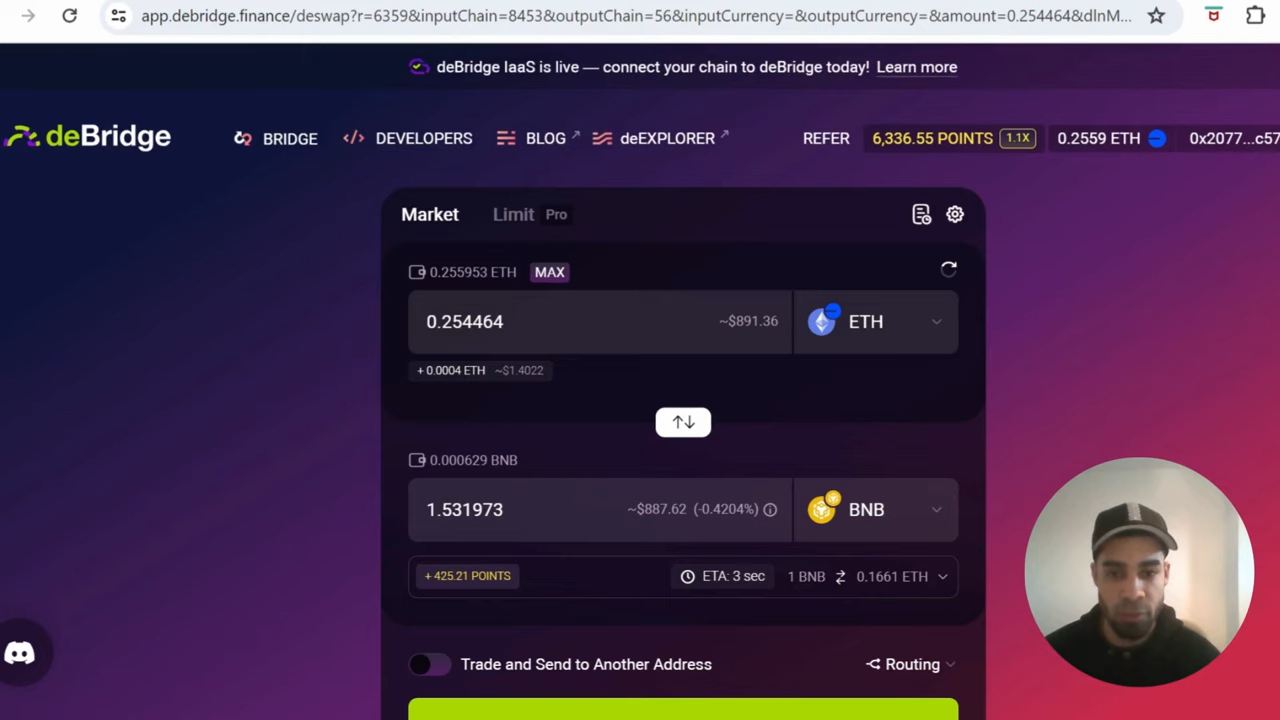 app.debridge.finance/deswap?r=6359&inputChain=8453&outputChain=56&inputCurrency=&outputCurrency=&amount=0.254464&dlnM...
deBridge IaaS is live — connect your chain to deBridge today! Learn more
deBridge BRIDGE DEVELOPERS BLOG deEXPLORER REFER 6,336.55 POINTS 1.1X 0.2559 ETH 0x2077...c57
Market Limit Pro
0.255953 ETH MAX
0.254464 ~$891.36 ETH
+ 0.0004 ETH ~$1.4022
0.000629 BNB
1.531973 ~$887.62 (-0.4204%) BNB
+ 425.21 POINTS ETA: 3 sec 1 BNB ⇄ 0.1661 ETH
Trade and Send to Another Address Routing